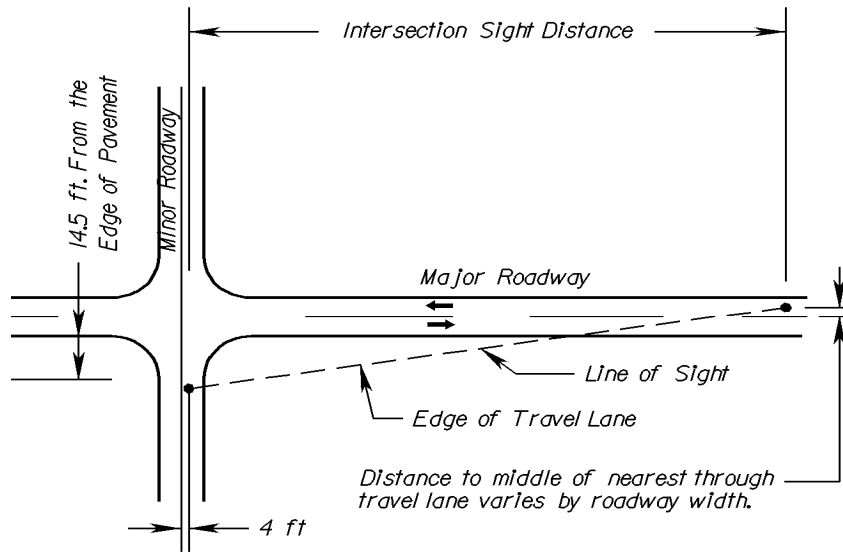 Intersection Sight Distance
14.5 ft. From the
Edge of Pavement
Minor Roadway
Major Roadway
Line of Sight
Edge of Travel Lane
Distance to middle of nearest through
travel lane varies by roadway width.
4 ft